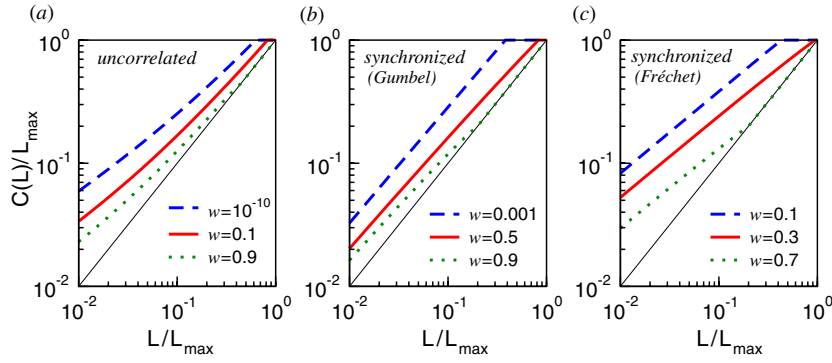 (a)
uncorrelated
C(L)/L_max
10^0
10^-1
10^-2
w=10^-10
w=0.1
w=0.9
10^-2
10^-1
10^0
L/L_max
(b)
synchronized
(Gumbel)
10^0
10^-1
10^-2
w=0.001
w=0.5
w=0.9
10^-2
10^-1
10^0
L/L_max
(c)
synchronized
(Fréchet)
10^0
10^-1
10^-2
w=0.1
w=0.3
w=0.7
10^-2
10^-1
10^0
L/L_max